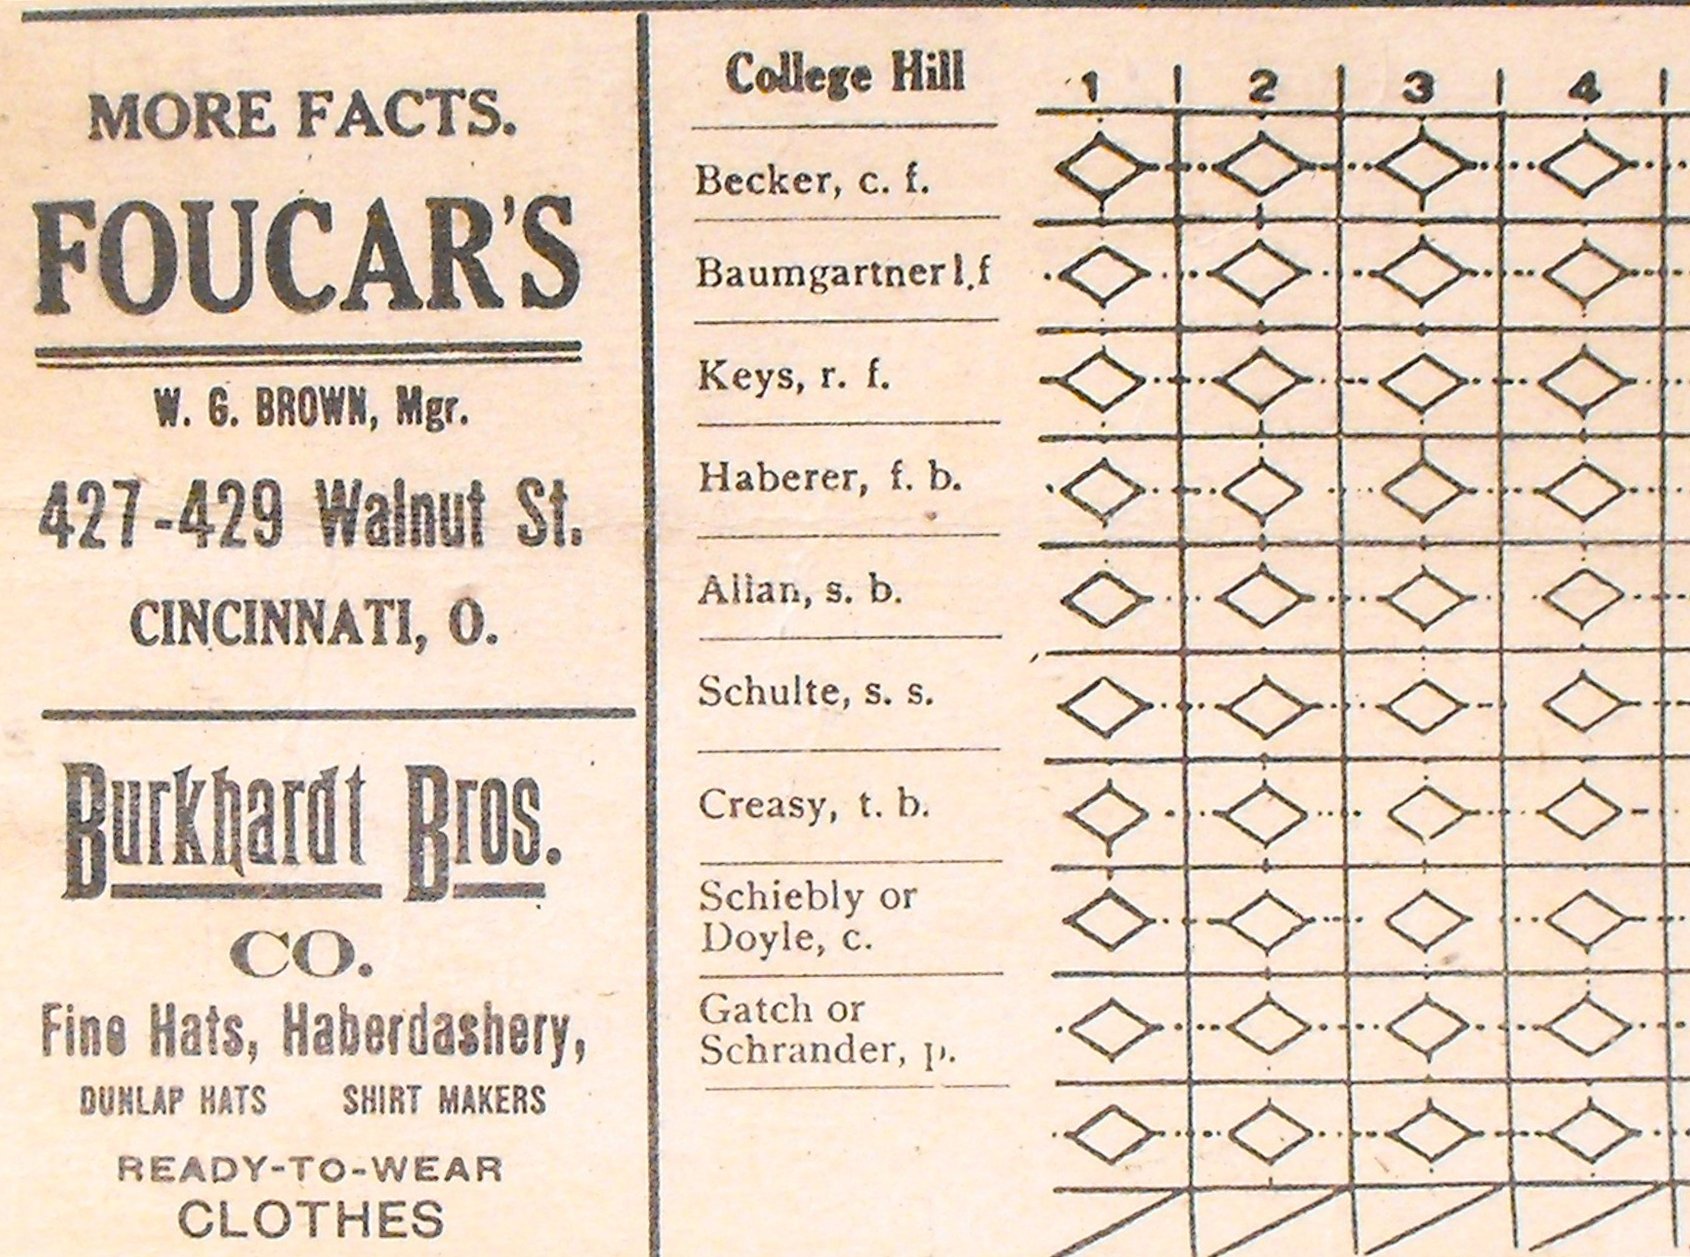 MORE FACTS.
FOUCAR'S
W. G. BROWN, Mgr.
427-429 Walnut St.
CINCINNATI, O.
Burkhardt Bros.
CO.
Fine Hats, Haberdashery,
DUNLAP HATS SHIRT MAKERS
READY-TO-WEAR
CLOTHES
College Hill 1 2 3 4
Becker, c. f.
Baumgartner l.f
Keys, r. f.
Haberer, f. b.
Allan, s. b.
Schulte, s. s.
Creasy, t. b.
Schiebly or
Doyle, c.
Gatch or
Schrander, p.